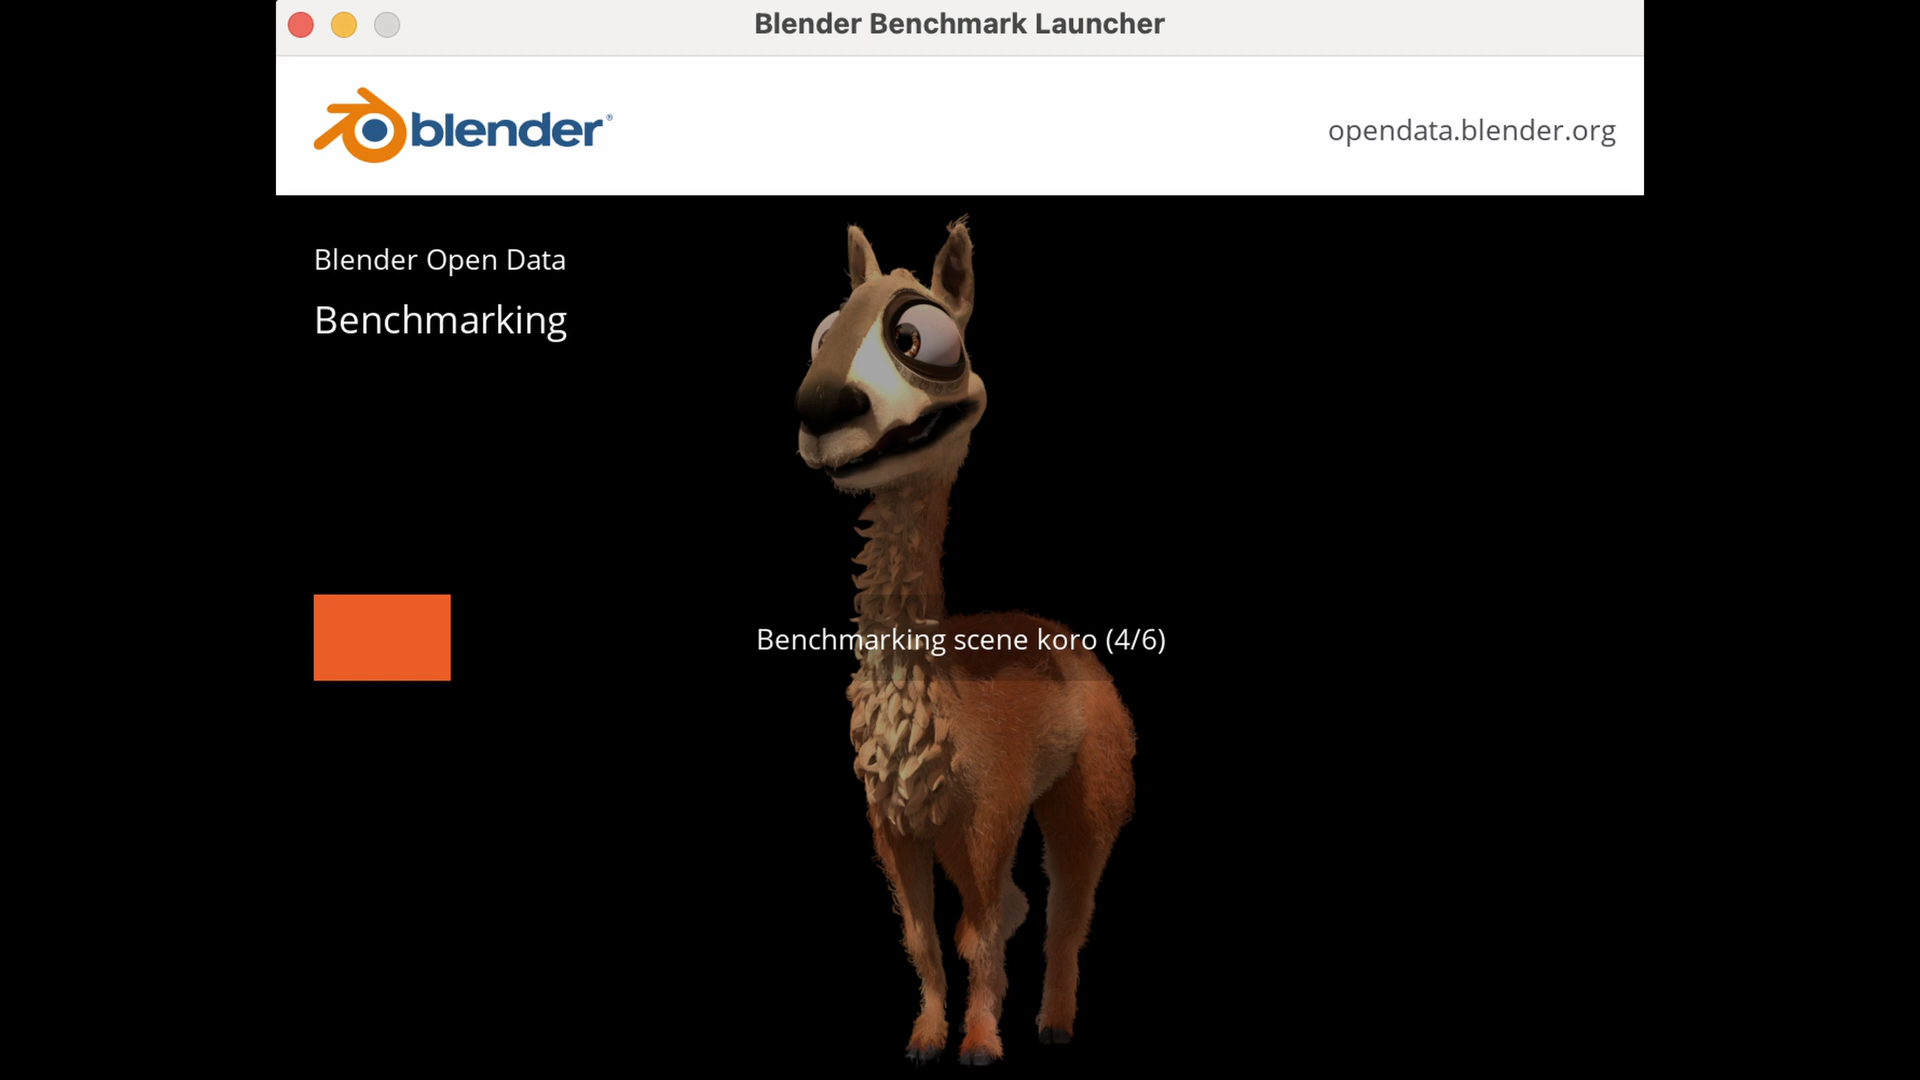 Blender Benchmark Launcher
blender®
opendata.blender.org
Blender Open Data
Benchmarking
Benchmarking scene koro (4/6)